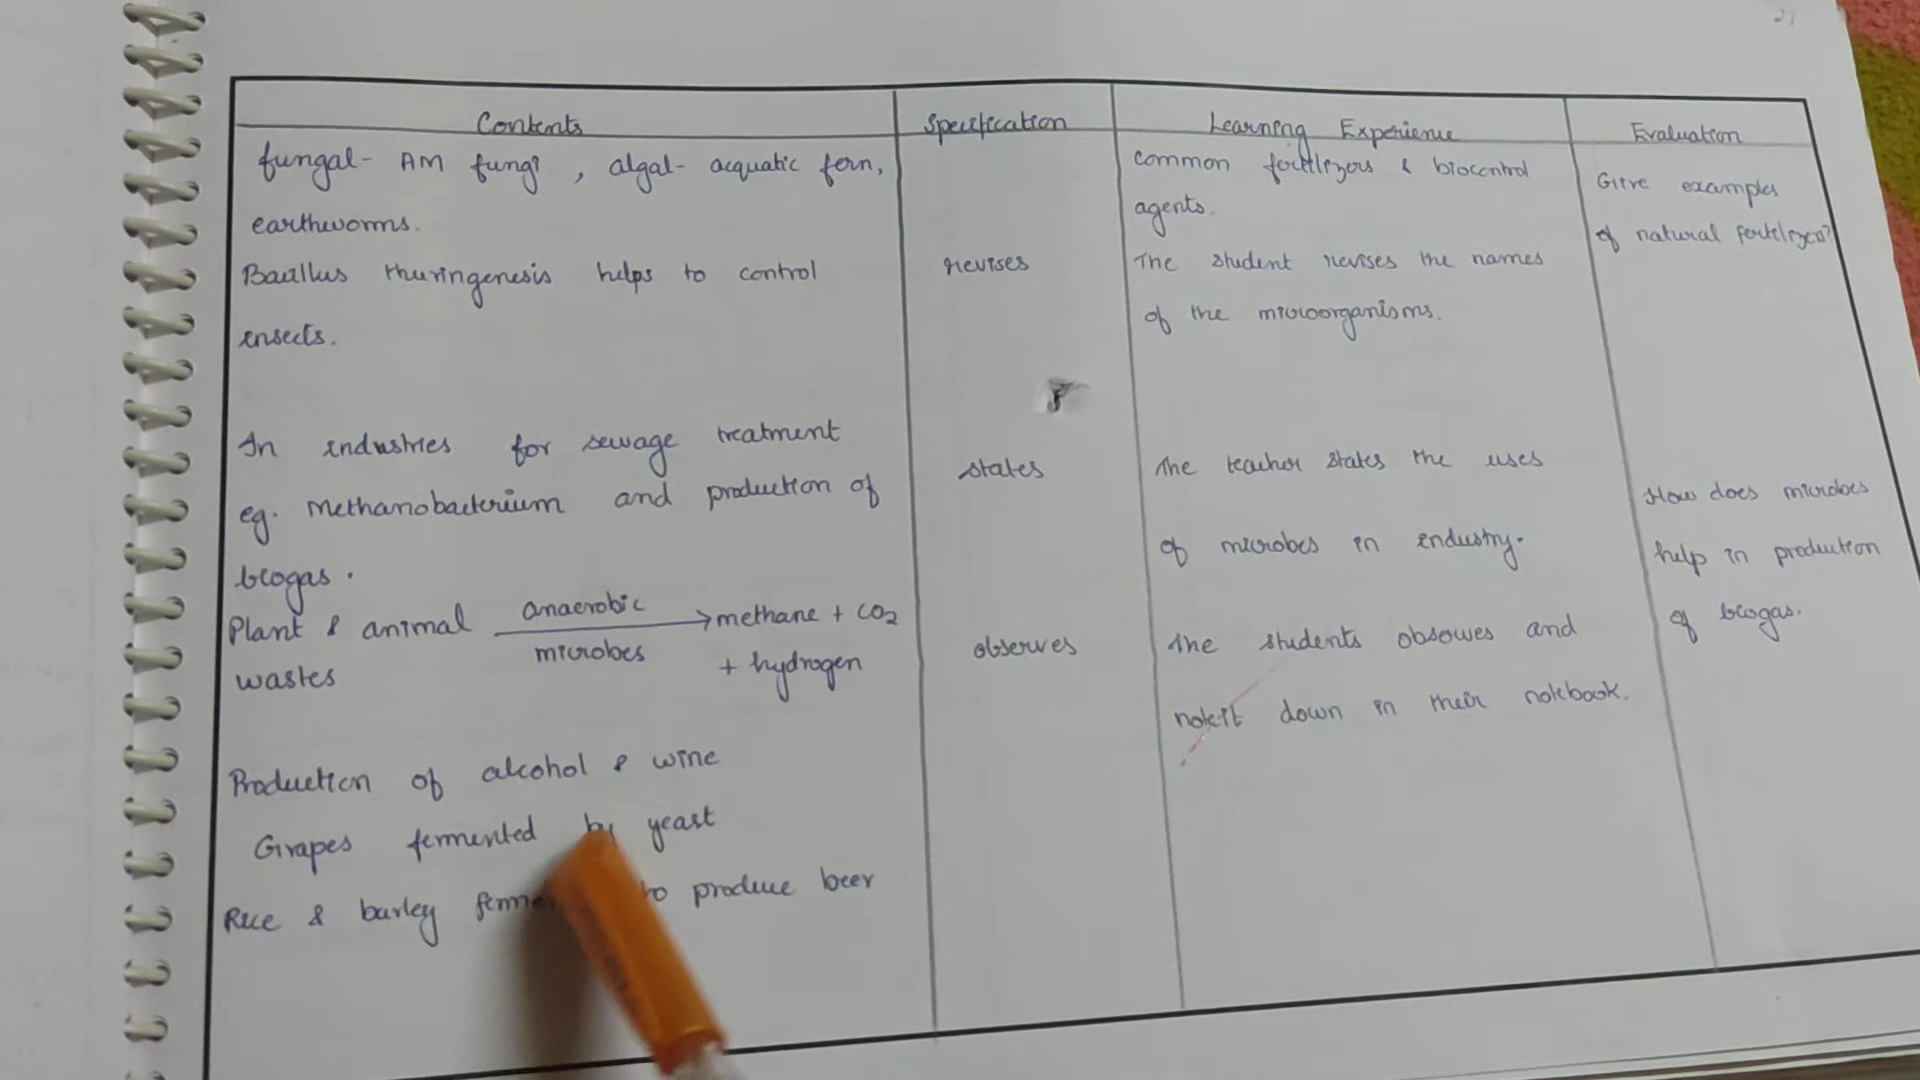 21
Contents
fungal- AM fungi, algal- acquatic fern,
earthworms.
Bacillus thuringenesis helps to control
insects.
In industries for sewage treatment
eg. Methanobacterium and production of
biogas.
Plant & animal wastes anaerobic microbes → methane + CO2
+ hydrogen
Production of alcohol & wine
Grapes fermented by yeast
Rice & barley to produce beer
Specification
revises
states
observes
Learning Experience
common fertilizers & biocontrol
agents.
The student revises the names
of the microorganisms.
The teacher states the uses
of microbes in industry.
The students observes and
note it down in their notebook.
Evaluation
Give examples
of natural fertilizer?
How does microbes
help in production
of biogas.